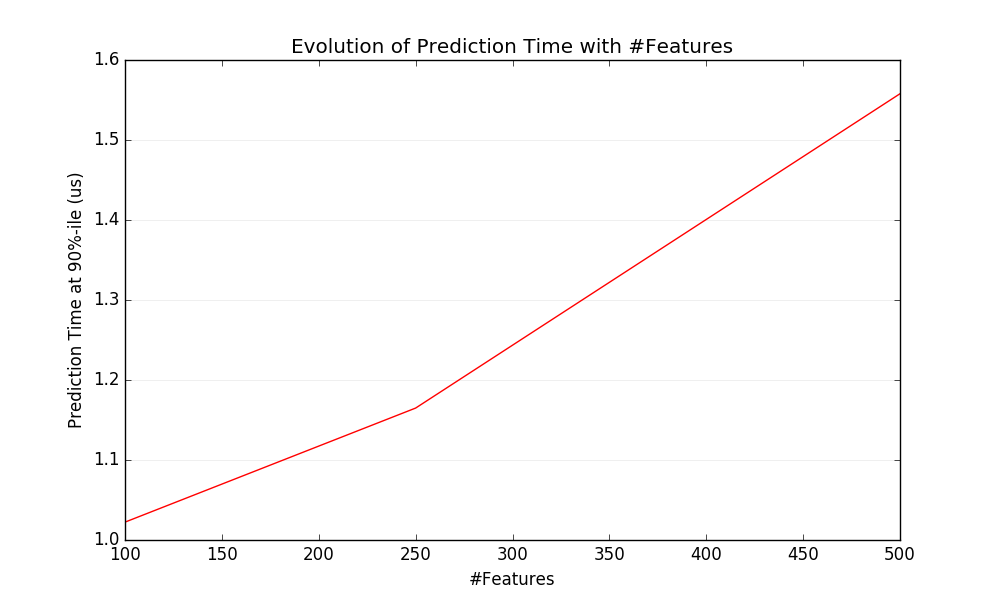 Evolution of Prediction Time with #Features
Prediction Time at 90%-ile (us)
1.6
1.5
1.4
1.3
1.2
1.1
1.0
100 150 200 250 300 350 400 450 500
#Features